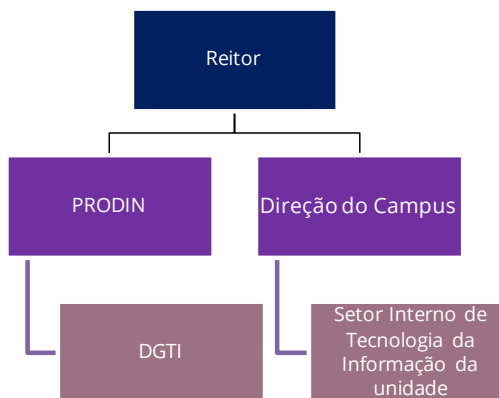 Reitor
PRODIN
Direção do Campus
DGTI
Setor Interno de
Tecnologia da
Informação da
unidade